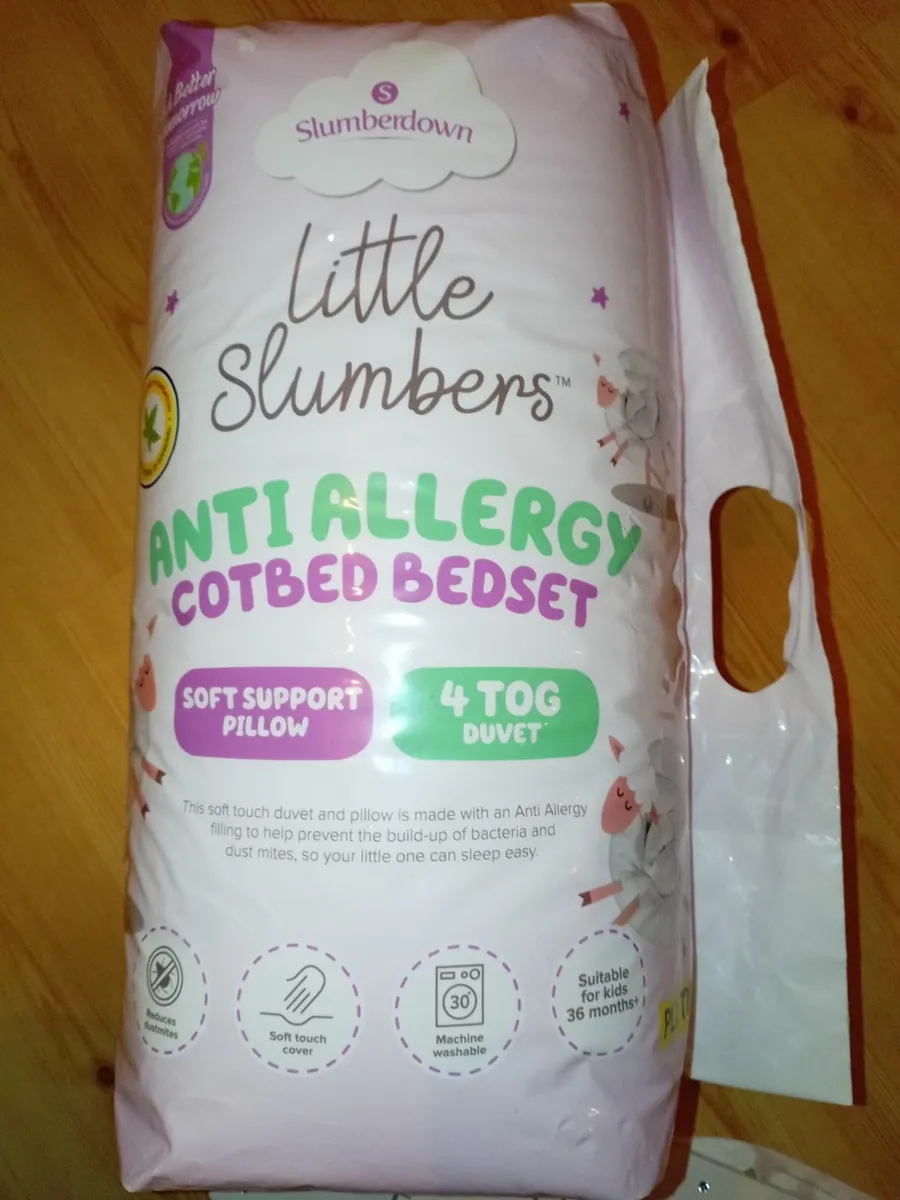 A Better
Tomorrow
S
Slumberdown
Little
Slumbers™
ANTI ALLERGY
COTBED BEDSET
SOFT SUPPORT
PILLOW
4 TOG
DUVET
This soft touch duvet and pillow is made with an Anti Allergy
filling to help prevent the build-up of bacteria and
dust mites, so your little one can sleep easy.
Reduces
dustmites
Soft touch
cover
30°
Machine
washable
Suitable
for kids
36 months+